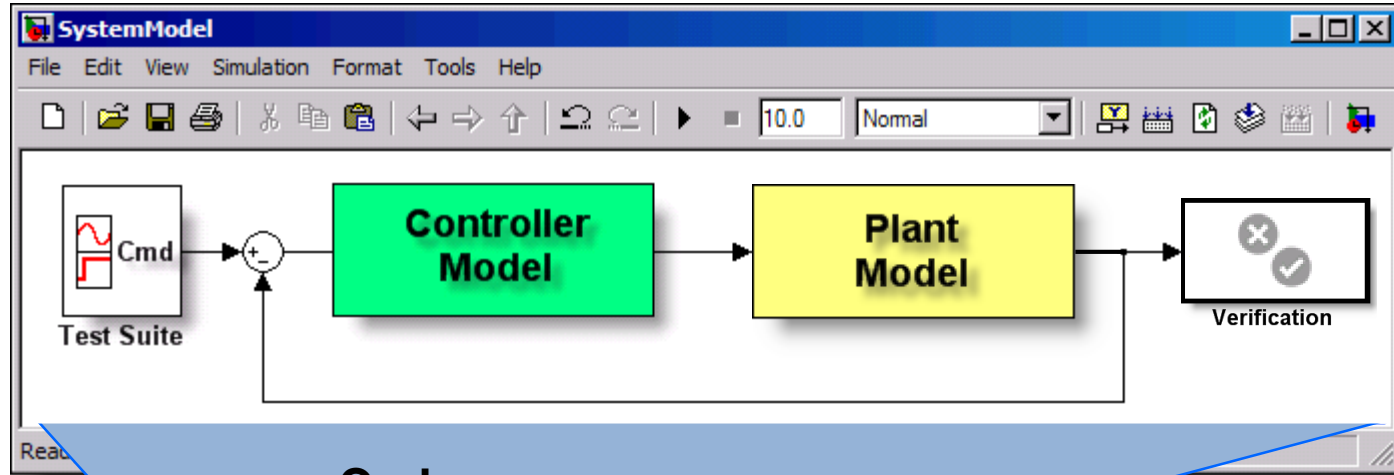 SystemModel
File Edit View Simulation Format Tools Help
10.0 Normal
Controller
Model
Plant
Model
+
-
Cmd
Test Suite
Verification